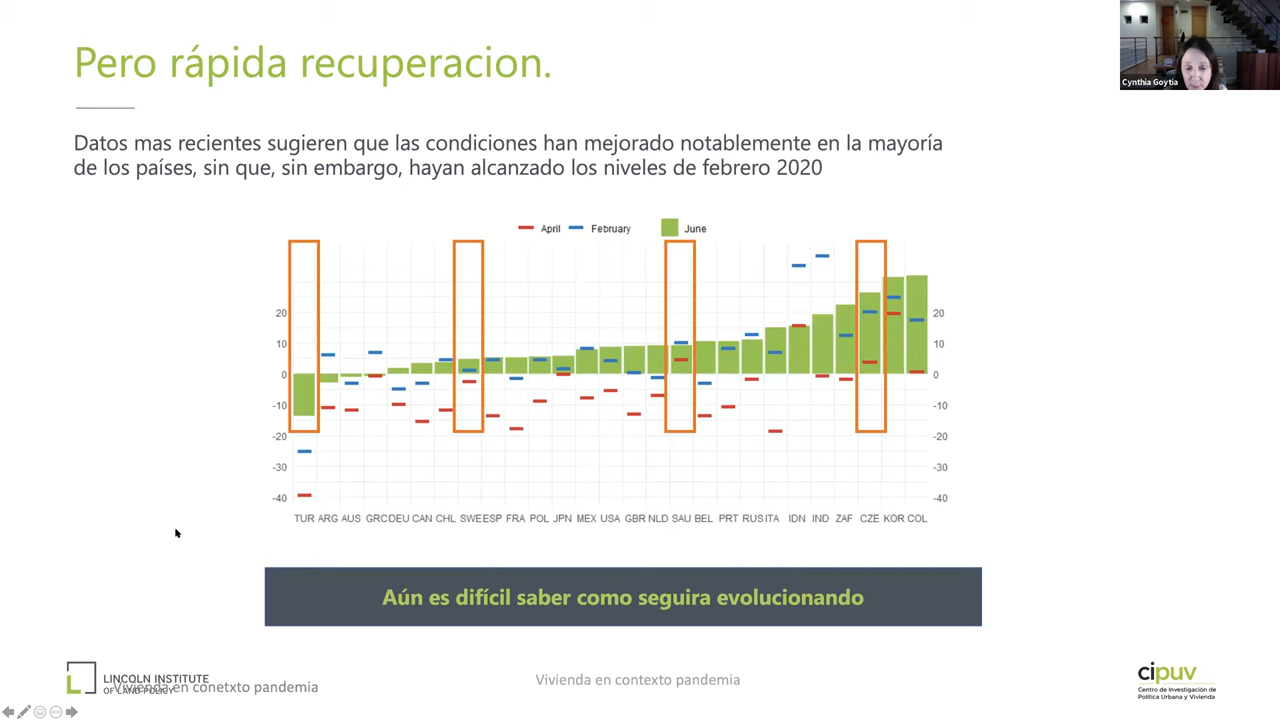 Pero rápida recuperacion.
Cynthia Goytia
Datos mas recientes sugieren que las condiciones han mejorado notablemente en la mayoría
de los países, sin que, sin embargo, hayan alcanzado los niveles de febrero 2020
April February June
20 20
10 10
0 0
-10 -10
-20 -20
-30 -30
-40 -40
TUR ARG AUS GRC DEU CAN CHL SWE ESP FRA POL JPN MEX USA GBR NLD SAU BEL PRT RUS ITA IDN IND ZAF CZE KOR COL
Aún es difícil saber como seguira evolucionando
LINCOLN INSTITUTE
OF LAND POLICY
Vivienda en conetxto pandemia
Vivienda en contexto pandemia
cipuv
Centro de Investigación de
Política Urbana y Vivienda